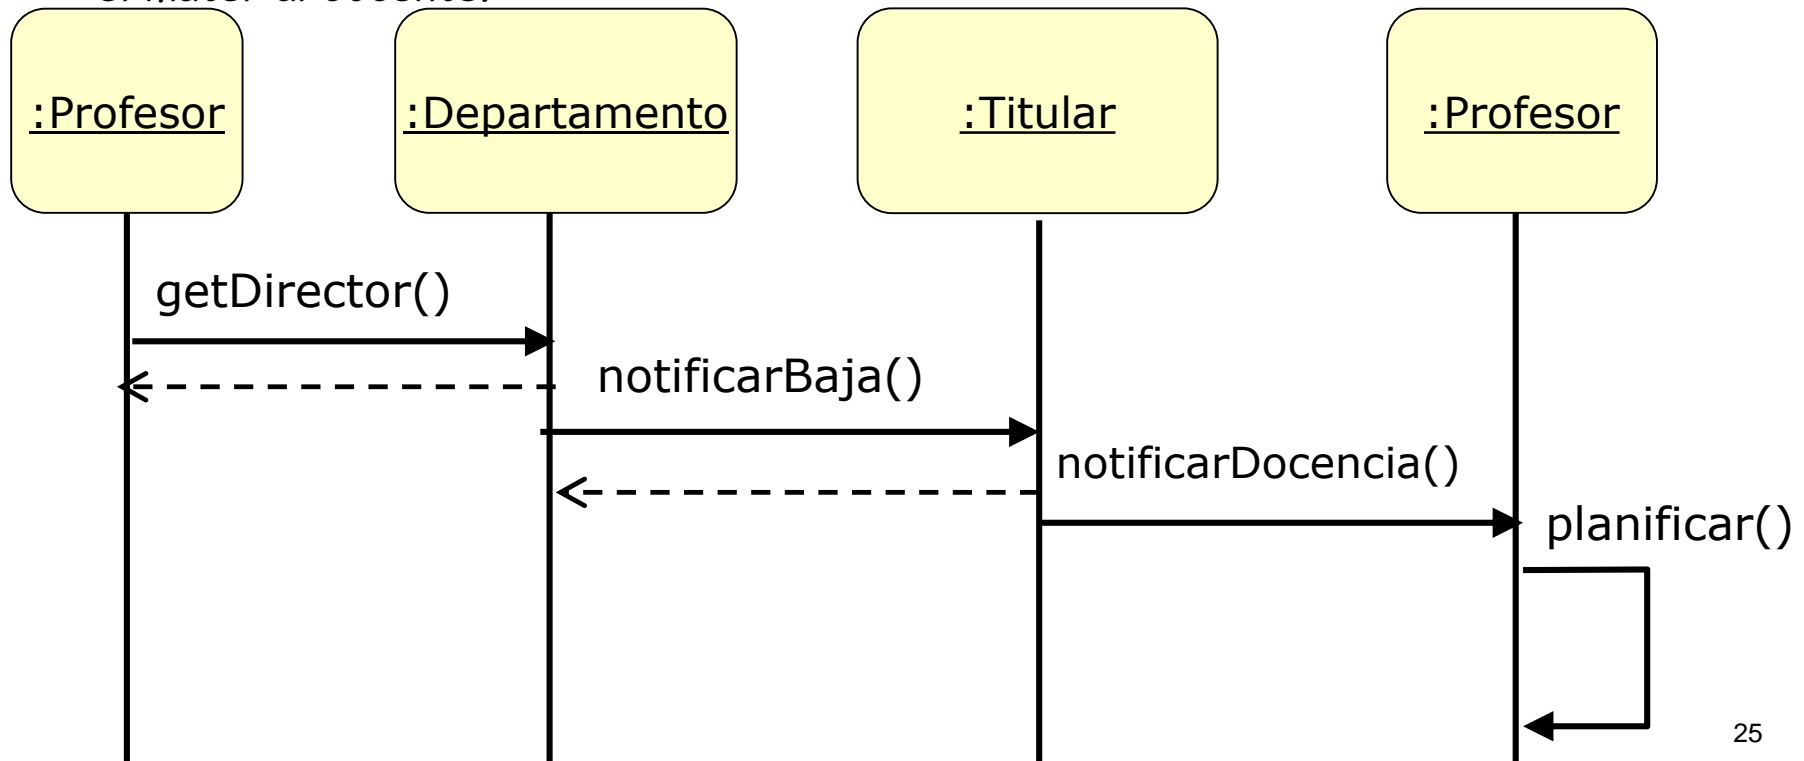 :Profesor
:Departamento
:Titular
:Profesor
getDirector()
notificarBaja()
notificarDocencia()
planificar()
25